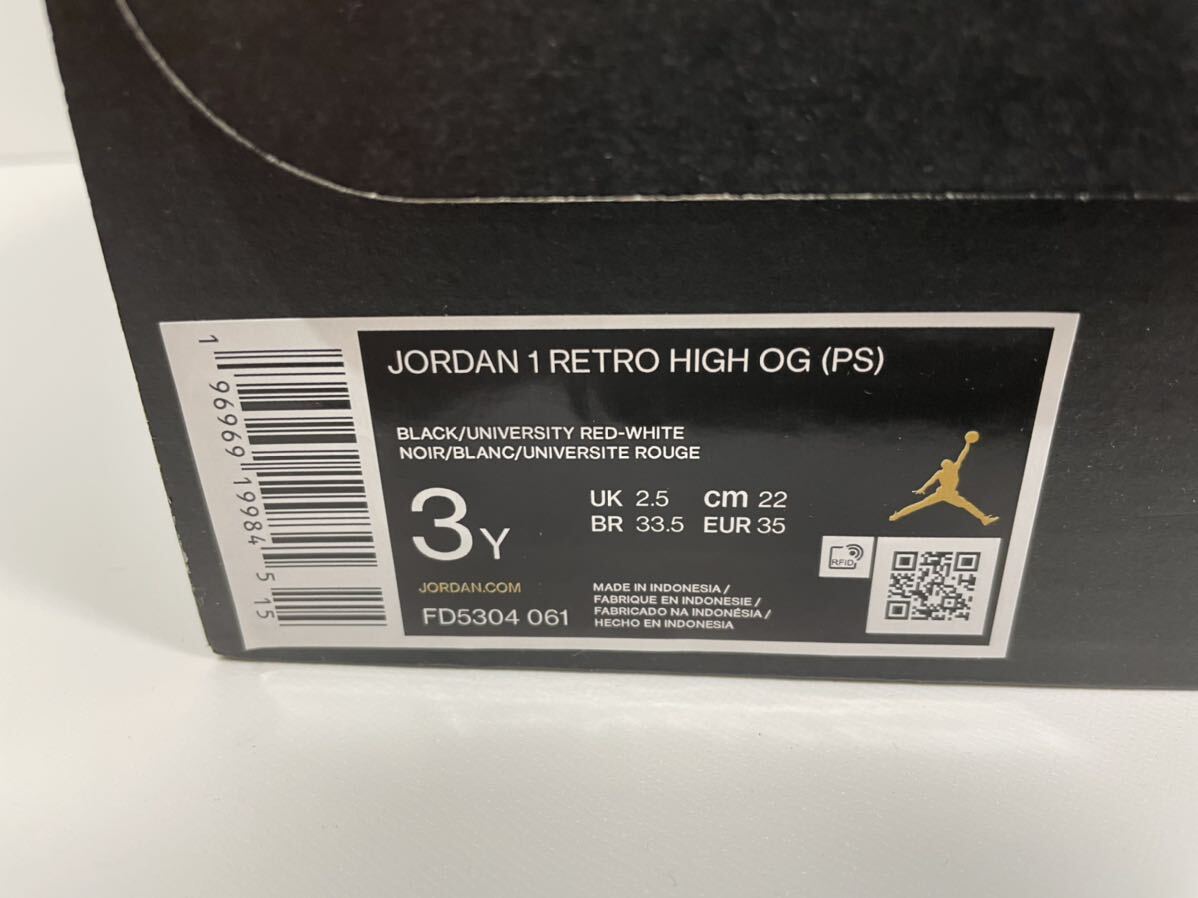 JORDAN 1 RETRO HIGH OG (PS)
BLACK/UNIVERSITY RED-WHITE
NOIR/BLANC/UNIVERSITE ROUGE
3Y
UK 2.5 cm 22
BR 33.5 EUR 35
JORDAN.COM
FD5304 061
MADE IN INDONESIA /
FABRIQUE EN INDONESIE /
FABRICADO NA INDONÉSIA /
HECHO EN INDONESIA
RFID
1 96969 19984 5 15